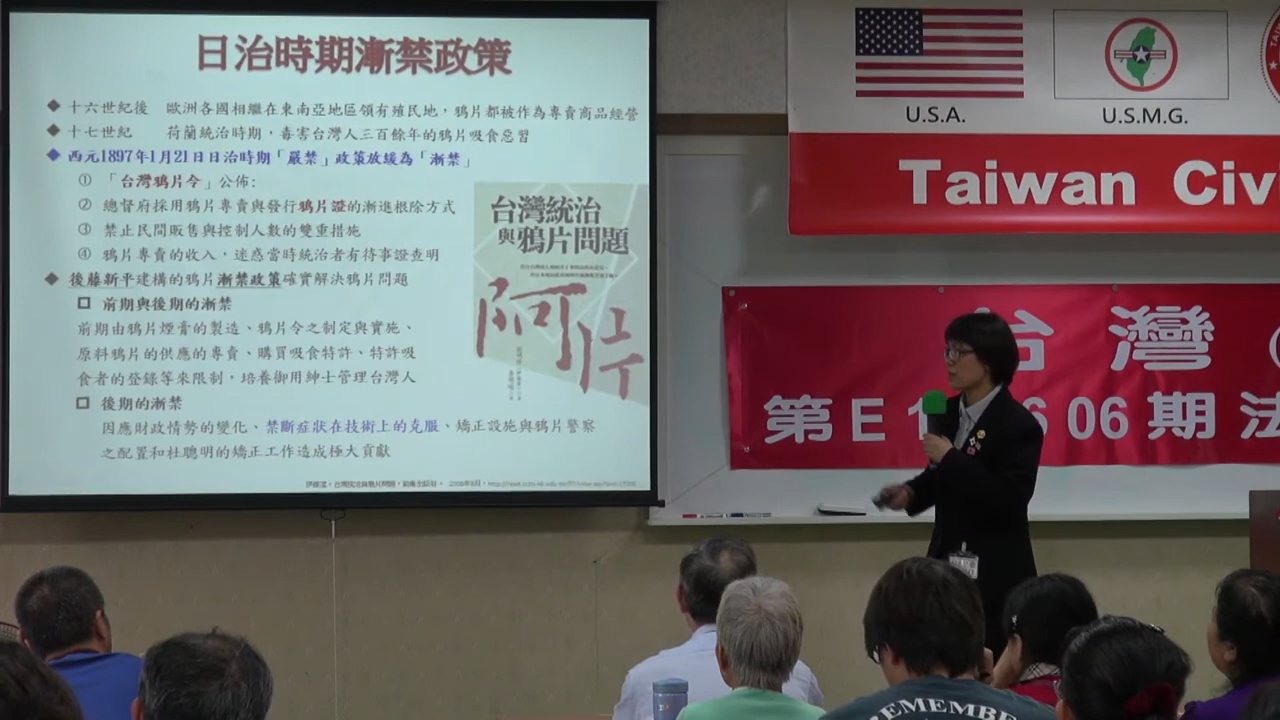 日治時期漸禁政策
◆ 十六世紀後 歐洲各國相繼在東南亞地區領有殖民地，鴉片都被作為專賣商品經營
◆ 十七世紀 荷蘭統治時期，毒害台灣人三百餘年的鴉片吸食惡習
◆ 西元1897年1月21日日治時期「嚴禁」政策放緩為「漸禁」
① 「台灣鴉片令」公佈:
② 總督府採用鴉片專賣與發行鴉片證的漸進根除方式
③ 禁止民間販售與控制人數的雙重措施
④ 鴉片專賣的收入，迷惑當時統治者有待事證查明
◆ 後藤新平建構的鴉片漸禁政策確實解決鴉片問題
□ 前期與後期的漸禁
前期由鴉片煙膏的製造、鴉片令之制定與實施、
原料鴉片的供應的專賣、購買吸食特許、特許吸
食者的登錄等來限制，培養御用紳士管理台灣人
□ 後期的漸禁
因應財政情勢的變化、禁斷症狀在技術上的克服、矯正設施與鴉片警察
之配置和杜聰明的矯正工作造成極大貢獻
台灣統治
與鴉片問題
阿片
U.S.A.
U.S.M.G.
Taiwan Civ
台灣
第E1 6 06期法
REMEMBE